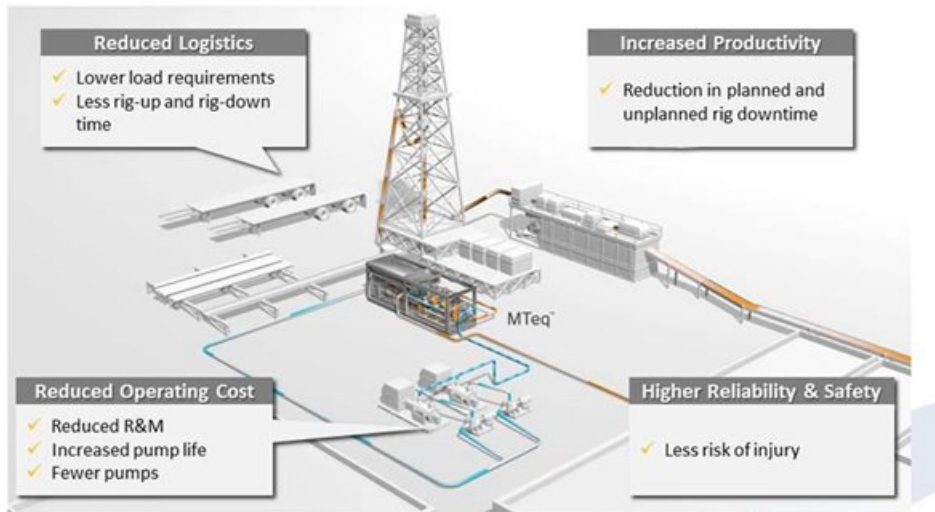 Reduced Logistics
✓ Lower load requirements
✓ Less rig-up and rig-down
time
Increased Productivity
✓ Reduction in planned and
unplanned rig downtime
MTeq™
Reduced Operating Cost
✓ Reduced R&M
✓ Increased pump life
✓ Fewer pumps
Higher Reliability & Safety
✓ Less risk of injury